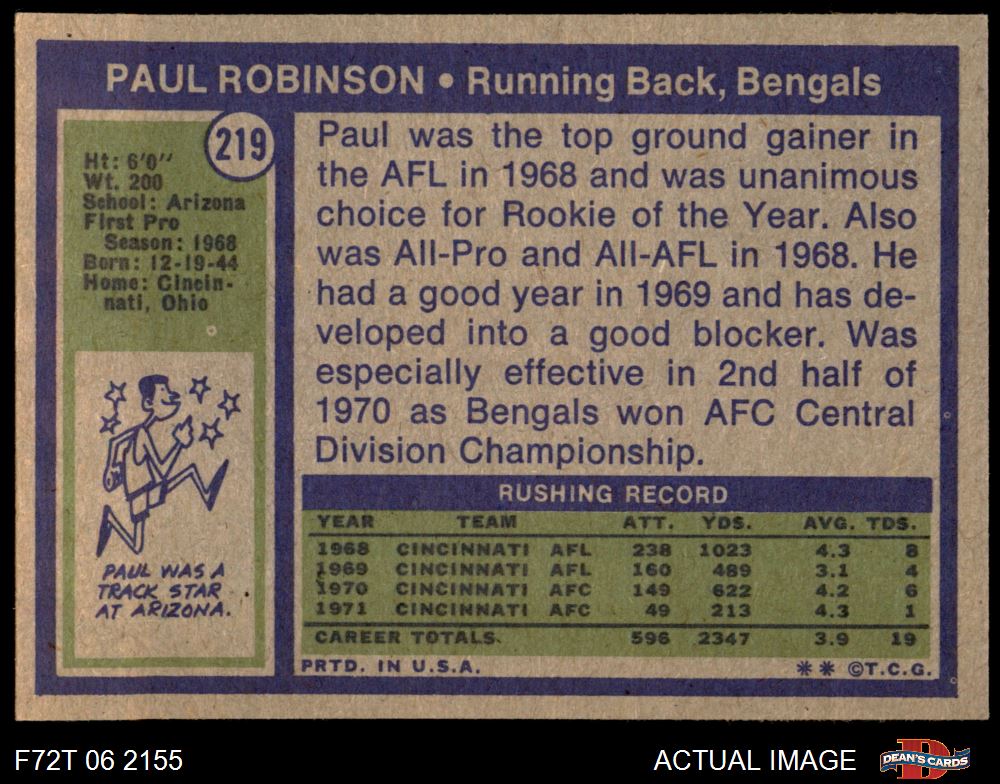 PAUL ROBINSON • Running Back, Bengals
219
Ht: 6'0"
Wt. 200
School: Arizona
First Pro
Season: 1968
Born: 12-19-44
Home: Cincin-
nati, Ohio
PAUL WAS A
TRACK STAR
AT ARIZONA.
Paul was the top ground gainer in
the AFL in 1968 and was unanimous
choice for Rookie of the Year. Also
was All-Pro and All-AFL in 1968. He
had a good year in 1969 and has de-
veloped into a good blocker. Was
especially effective in 2nd half of
1970 as Bengals won AFC Central
Division Championship.
RUSHING RECORD
YEAR TEAM ATT. YDS. AVG. TDS.
1968 CINCINNATI AFL 238 1023 4.3 8
1969 CINCINNATI AFL 160 489 3.1 4
1970 CINCINNATI AFC 149 622 4.2 6
1971 CINCINNATI AFC 49 213 4.3 1
CAREER TOTALS 596 2347 3.9 19
PRTD. IN U.S.A. ** ©T.C.G.
F72T 06 2155
ACTUAL IMAGE
D
DEAN'S CARDS